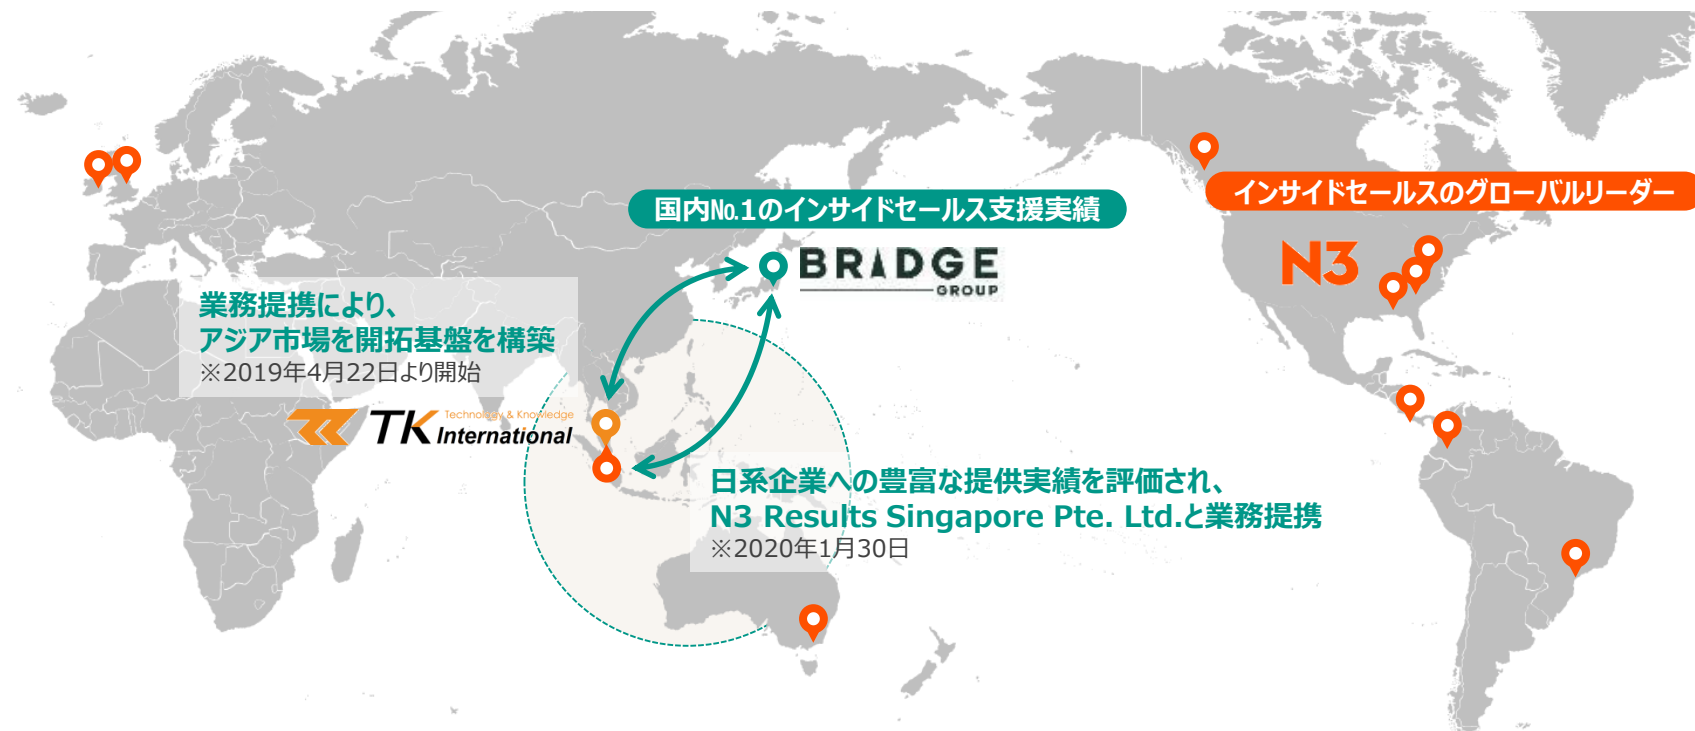 国内№1のインサイドセールス支援実績
BRIDGE
GROUP
インサイドセールスのグローバルリーダー
N3
業務提携により、
アジア市場を開拓基盤を構築
※2019年4月22日より開始
TK Technology & Knowledge
International
日系企業への豊富な提供実績を評価され、
N3 Results Singapore Pte. Ltd.と業務提携
※2020年1月30日